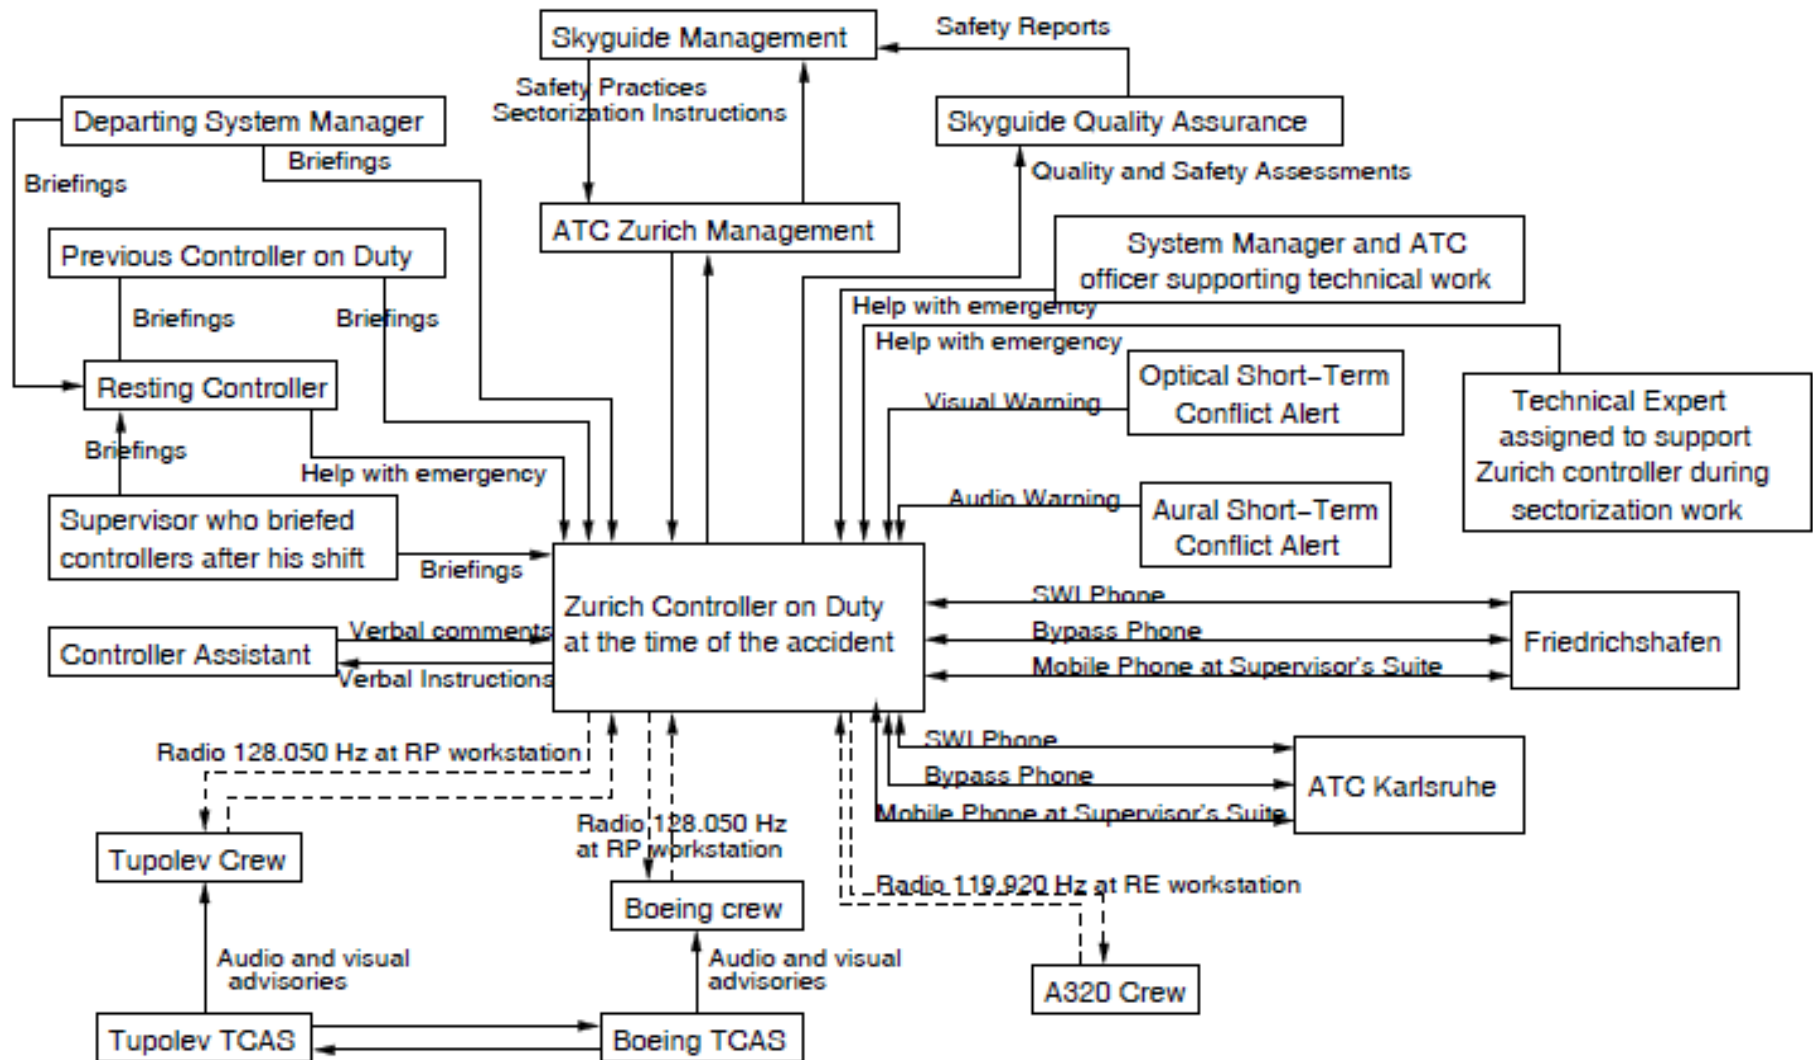 Skyguide Management
Safety Reports
Safety Practices
Sectorization Instructions
Departing System Manager
Skyguide Quality Assurance
Briefings
Briefings
Quality and Safety Assessments
ATC Zurich Management
Previous Controller on Duty
System Manager and ATC
officer supporting technical work
Help with emergency
Briefings
Briefings
Help with emergency
Resting Controller
Optical Short-Term
Conflict Alert
Visual Warning
Technical Expert
assigned to support
Zurich controller during
sectorization work
Briefings
Help with emergency
Audio Warning
Aural Short-Term
Conflict Alert
Supervisor who briefed
controllers after his shift
Briefings
Zurich Controller on Duty
at the time of the accident
SWI Phone
Bypass Phone
Mobile Phone at Supervisor's Suite
Friedrichshafen
Controller Assistant
Verbal comments
Verbal Instructions
Radio 128.050 Hz at RP workstation
SWI Phone
Bypass Phone
Mobile Phone at Supervisor's Suite
ATC Karlsruhe
Radio 128.050 Hz
at RP workstation
Tupolev Crew
Boeing crew
Radio 119.920 Hz at RE workstation
Audio and visual
advisories
Audio and visual
advisories
A320 Crew
Tupolev TCAS
Boeing TCAS